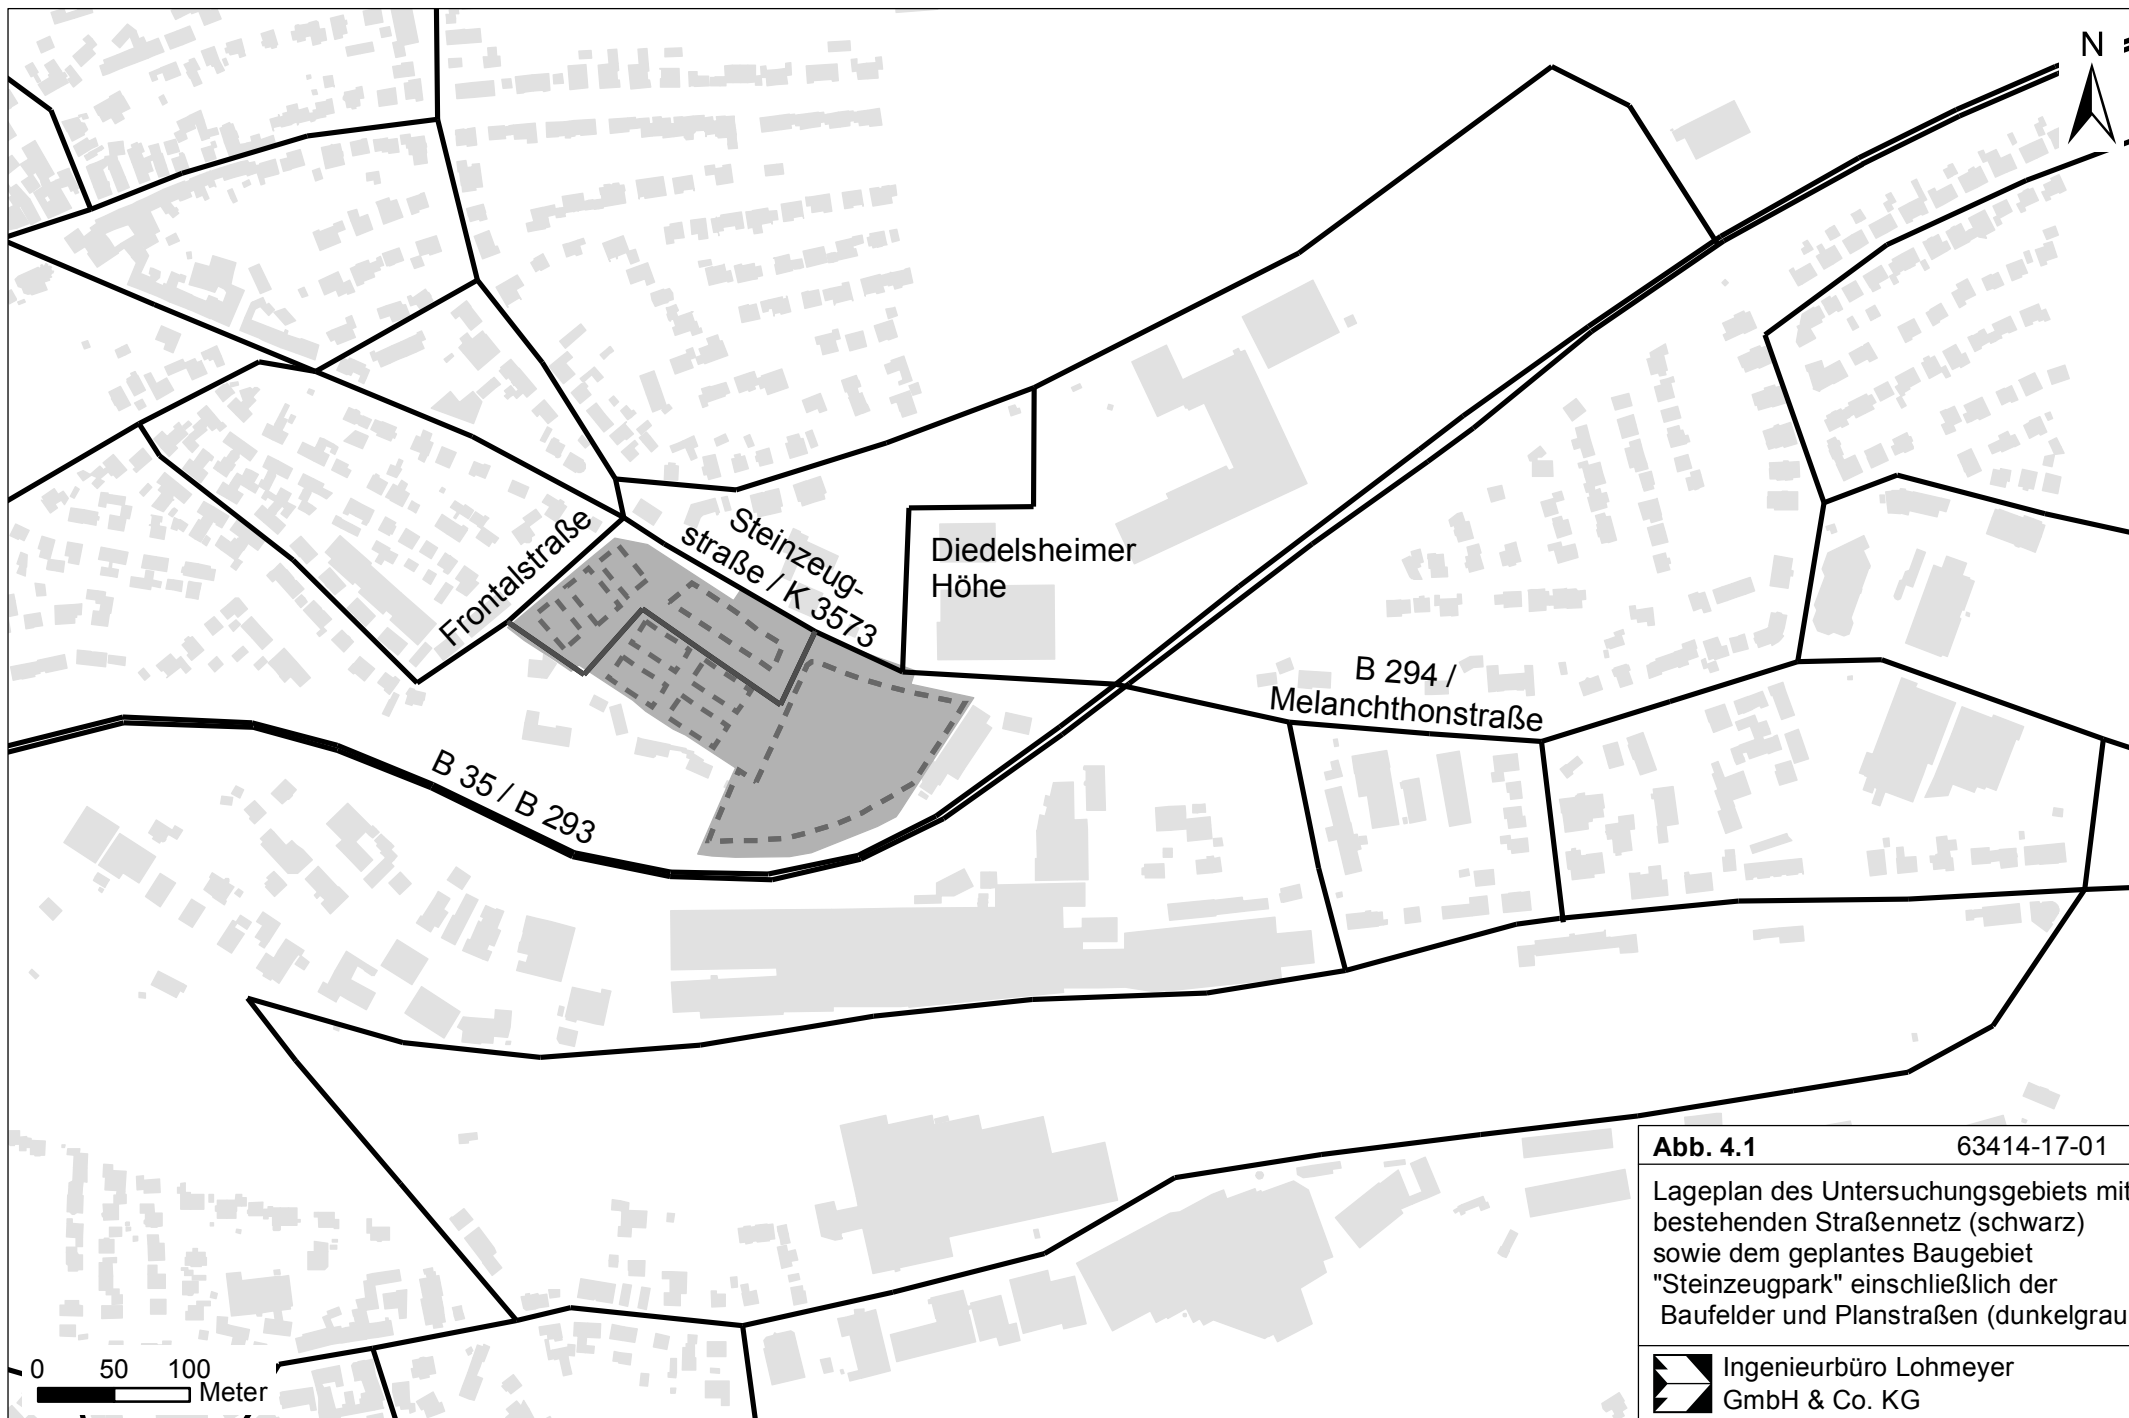 N
Steinzeug-
straße / K 3573
Frontalstraße
Diedelsheimer
Höhe
B 294 /
Melanchthonstraße
B 35 / B 293
Abb. 4.1 63414-17-01
Lageplan des Untersuchungsgebiets mit
bestehenden Straßennetz (schwarz)
sowie dem geplantes Baugebiet
"Steinzeugpark" einschließlich der
Baufelder und Planstraßen (dunkelgrau
0 50 100
Meter
Ingenieurbüro Lohmeyer
GmbH & Co. KG